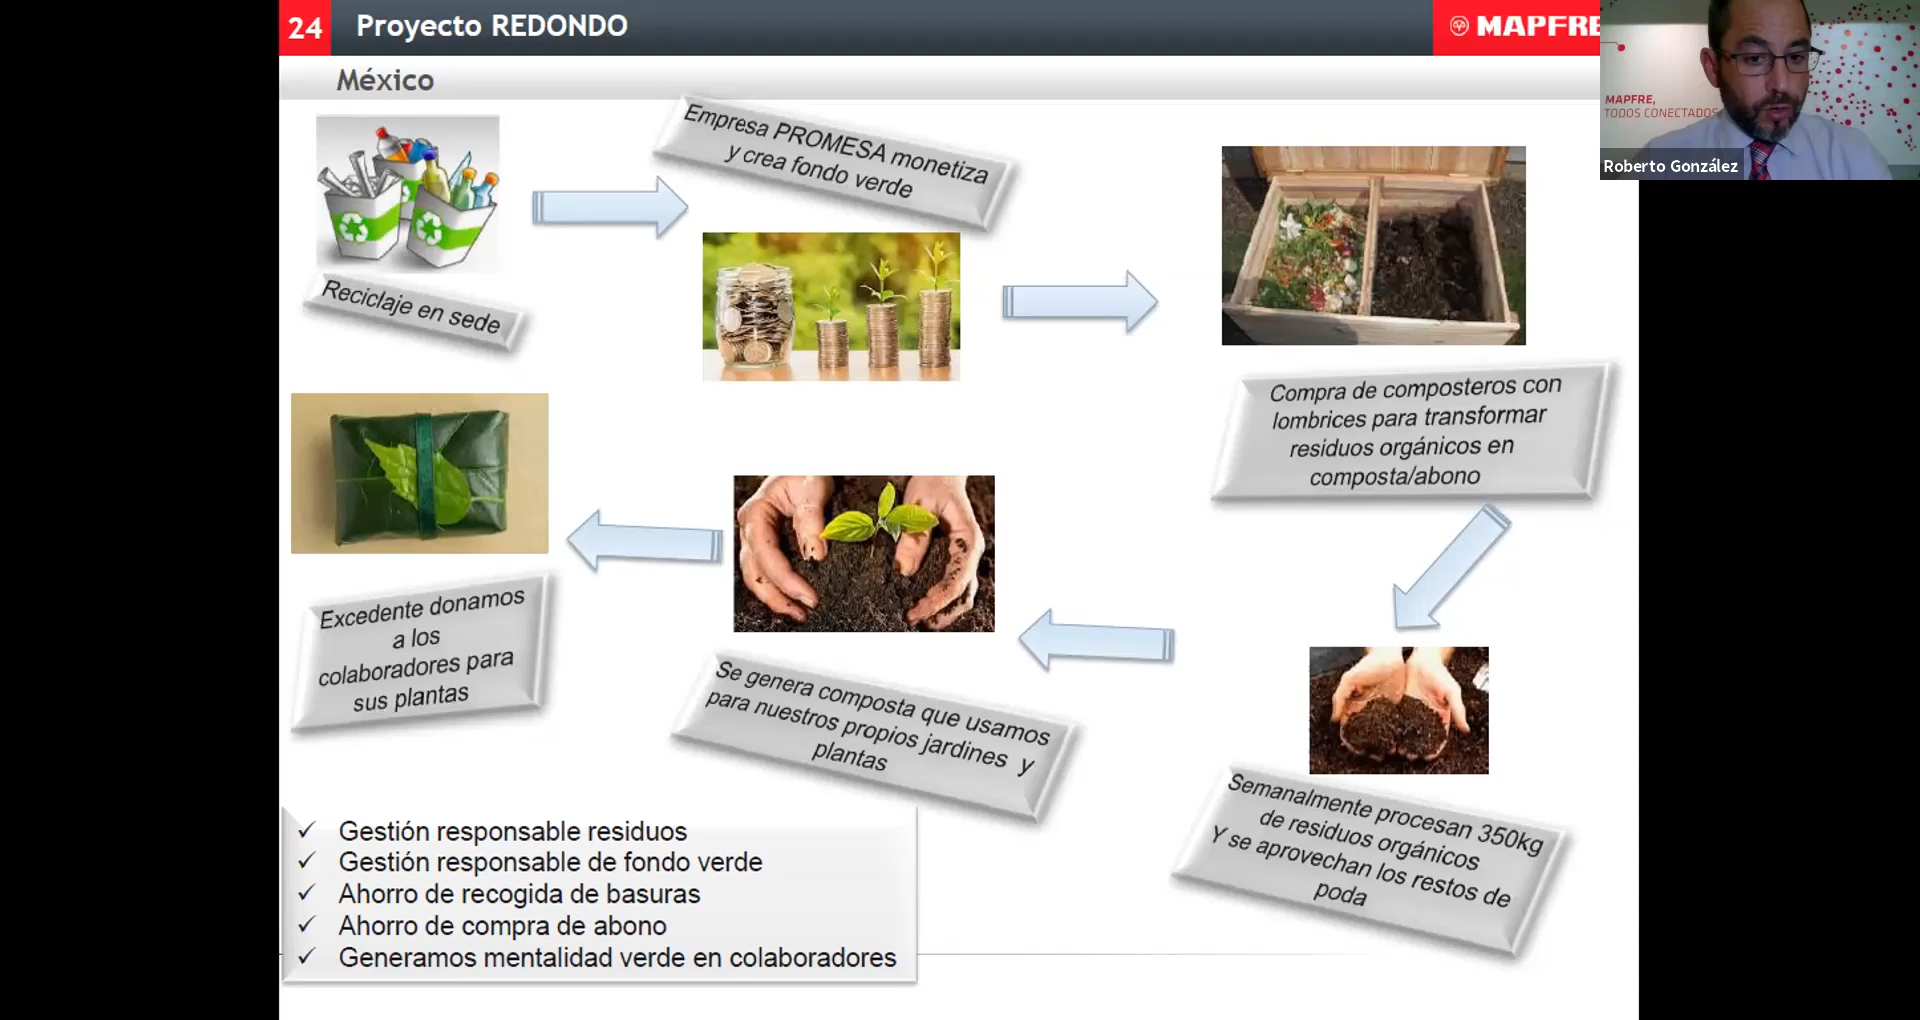 24
Proyecto REDONDO
MAPFRE
México
MAPFRE,
TODOS CONECTADOS
Roberto González
Reciclaje en sede
Empresa PROMESA monetiza
y crea fondo verde
Compra de composteros con
lombrices para transformar
residuos orgánicos en
composta/abono
Semanalmente procesan 350kg
de residuos orgánicos
Y se aprovechan los restos de
poda
Se genera composta que usamos
para nuestros propios jardines y
plantas
Excedente donamos
a los
colaboradores para
sus plantas
✓ Gestión responsable residuos
✓ Gestión responsable de fondo verde
✓ Ahorro de recogida de basuras
✓ Ahorro de compra de abono
✓ Generamos mentalidad verde en colaboradores